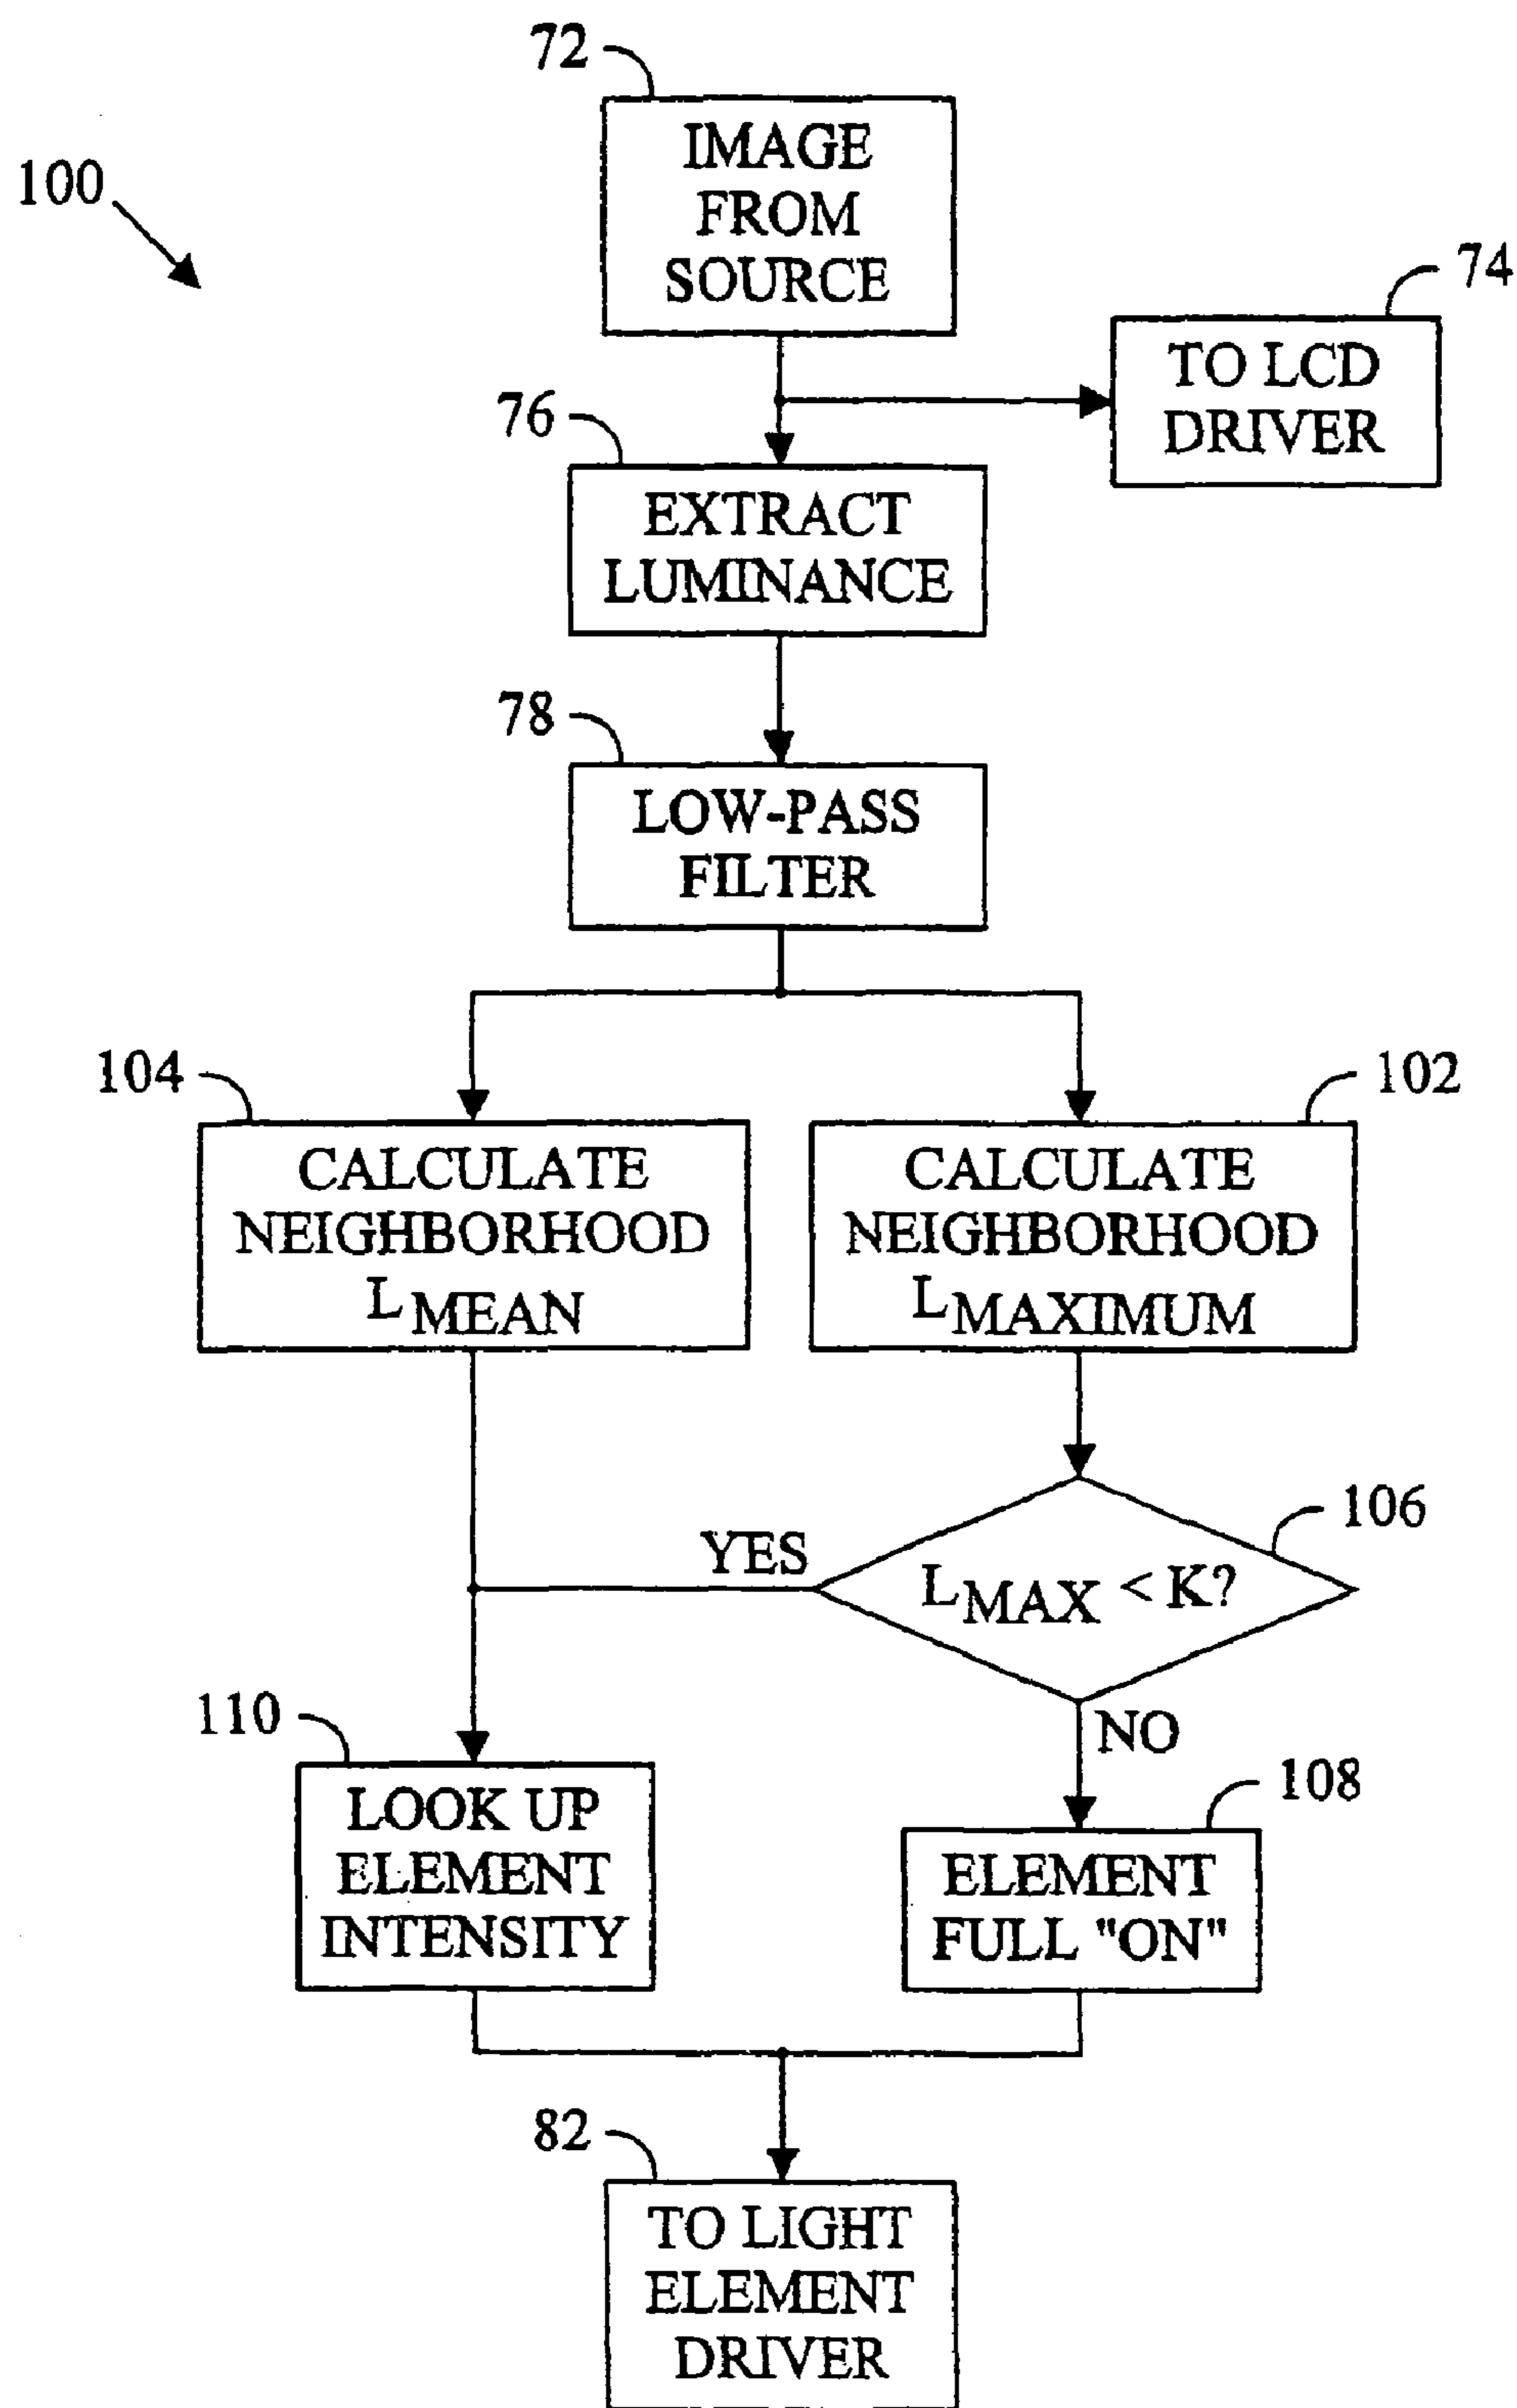 72
IMAGE
FROM
SOURCE
100
74
TO LCD
DRIVER
76
EXTRACT
LUMINANCE
78
LOW-PASS
FILTER
104
CALCULATE
NEIGHBORHOOD
LMEAN
102
CALCULATE
NEIGHBORHOOD
LMAXIMUM
106
YES
LMAX < K?
NO
110
LOOK UP
ELEMENT
INTENSITY
108
ELEMENT
FULL "ON"
82
TO LIGHT
ELEMENT
DRIVER